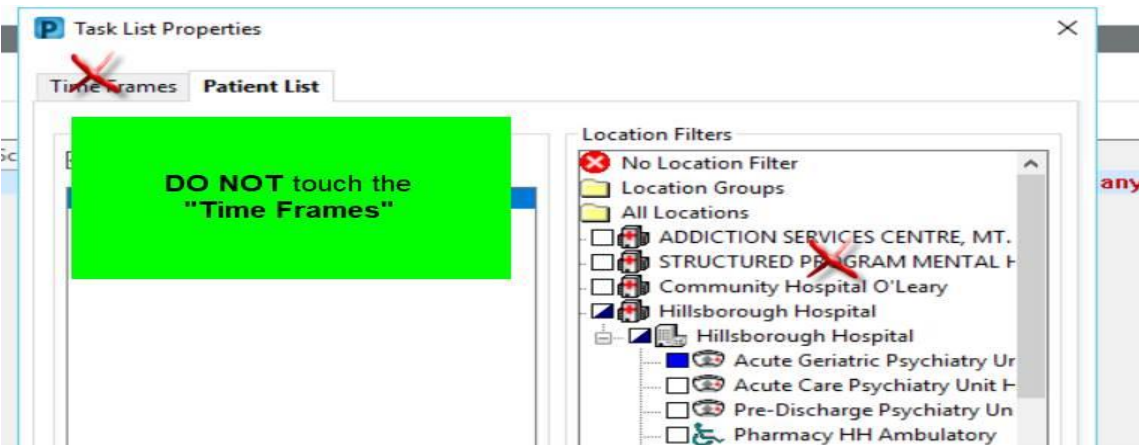 Task List Properties
Time Frames Patient List
Location Filters
No Location Filter
Location Groups
All Locations
ADDICTION SERVICES CENTRE, MT.
STRUCTURED PROGRAM MENTAL H
Community Hospital O'Leary
Hillsborough Hospital
Hillsborough Hospital
Acute Geriatric Psychiatry Un
Acute Care Psychiatry Unit H
Pre-Discharge Psychiatry Un
Pharmacy HH Ambulatory
DO NOT touch the
"Time Frames"
Sc
any